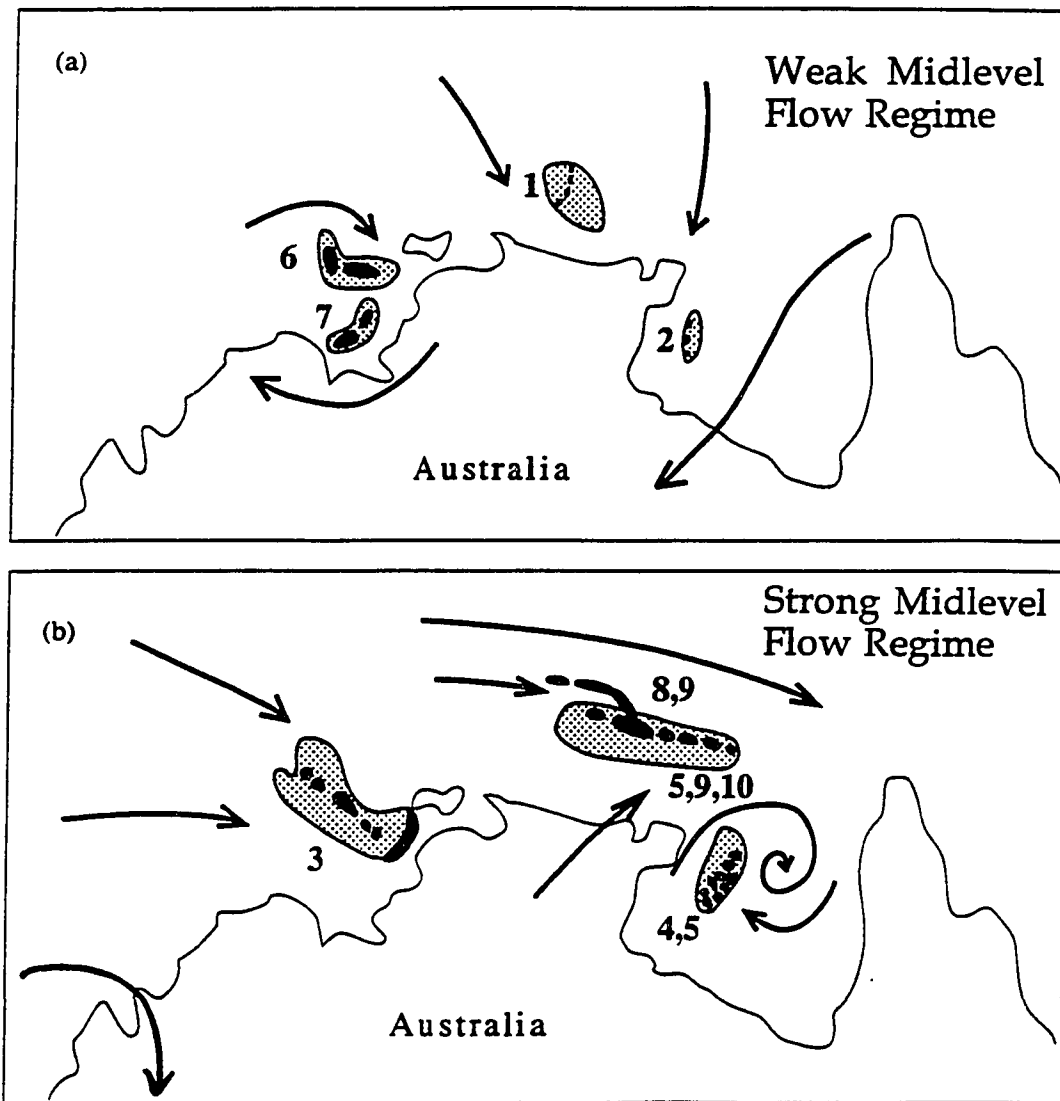 (a)
Weak Midlevel
Flow Regime
1
6
7
2
Australia
(b)
Strong Midlevel
Flow Regime
8,9
5,9,10
3
4,5
Australia